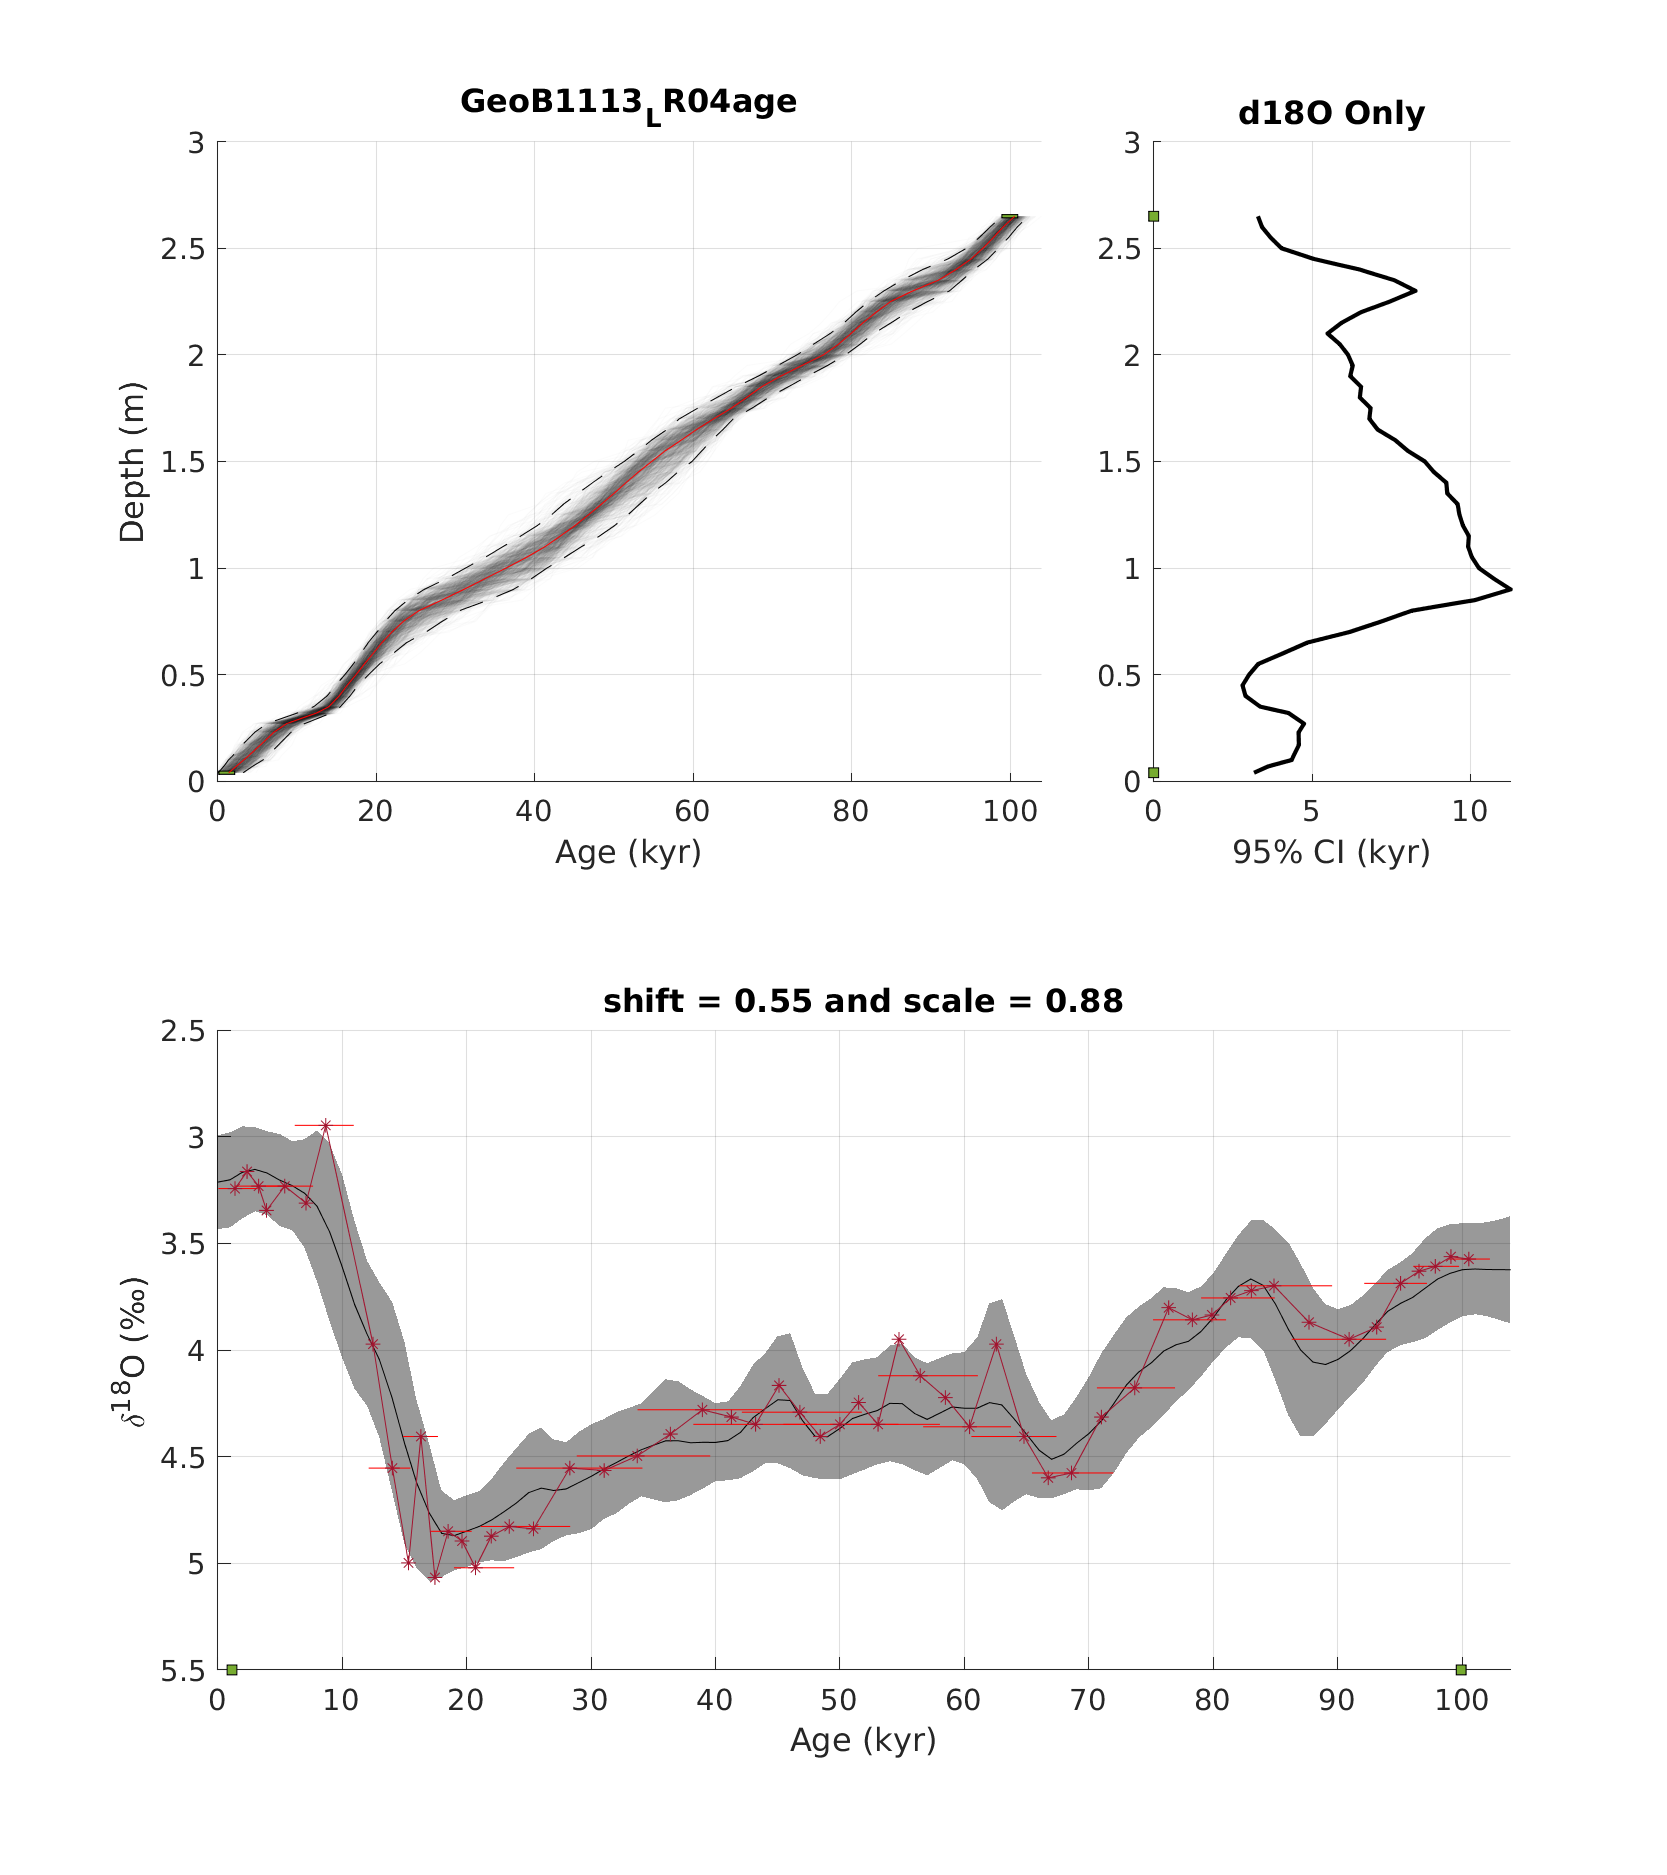 GeoB1113_LR04age
d18O Only
3
2.5
2
1.5
1
0.5
0
Depth (m)
0 20 40 60 80 100
Age (kyr)
3
2.5
2
1.5
1
0.5
0
0 5 10
95% CI (kyr)
shift = 0.55 and scale = 0.88
2.5
3
3.5
4
4.5
5
5.5
δ¹⁸O (‰)
0 10 20 30 40 50 60 70 80 90 100
Age (kyr)